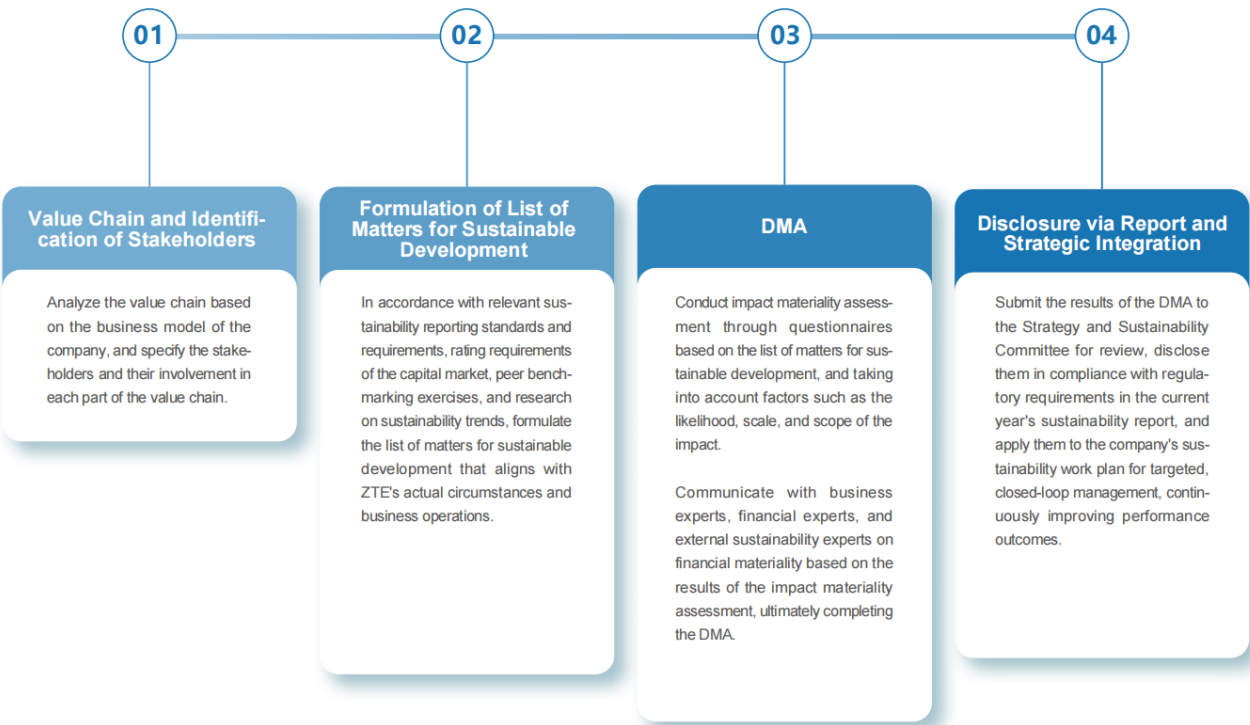 01
02
03
04
Value Chain and Identifi-
cation of Stakeholders
Analyze the value chain based
on the business model of the
company, and specify the stake-
holders and their involvement in
each part of the value chain.
Formulation of List of
Matters for Sustainable
Development
In accordance with relevant sus-
tainability reporting standards and
requirements, rating requirements
of the capital market, peer bench-
marking exercises, and research
on sustainability trends, formulate
the list of matters for sustainable
development that aligns with
ZTE's actual circumstances and
business operations.
DMA
Conduct impact materiality assess-
ment through questionnaires
based on the list of matters for sus-
tainable development, and taking
into account factors such as the
likelihood, scale, and scope of the
impact.
Communicate with business
experts, financial experts, and
external sustainability experts on
financial materiality based on the
results of the impact materiality
assessment, ultimately completing
the DMA.
Disclosure via Report and
Strategic Integration
Submit the results of the DMA to
the Strategy and Sustainability
Committee for review, disclose
them in compliance with regula-
tory requirements in the current
year's sustainability report, and
apply them to the company's sus-
tainability work plan for targeted,
closed-loop management, contin-
uously improving performance
outcomes.